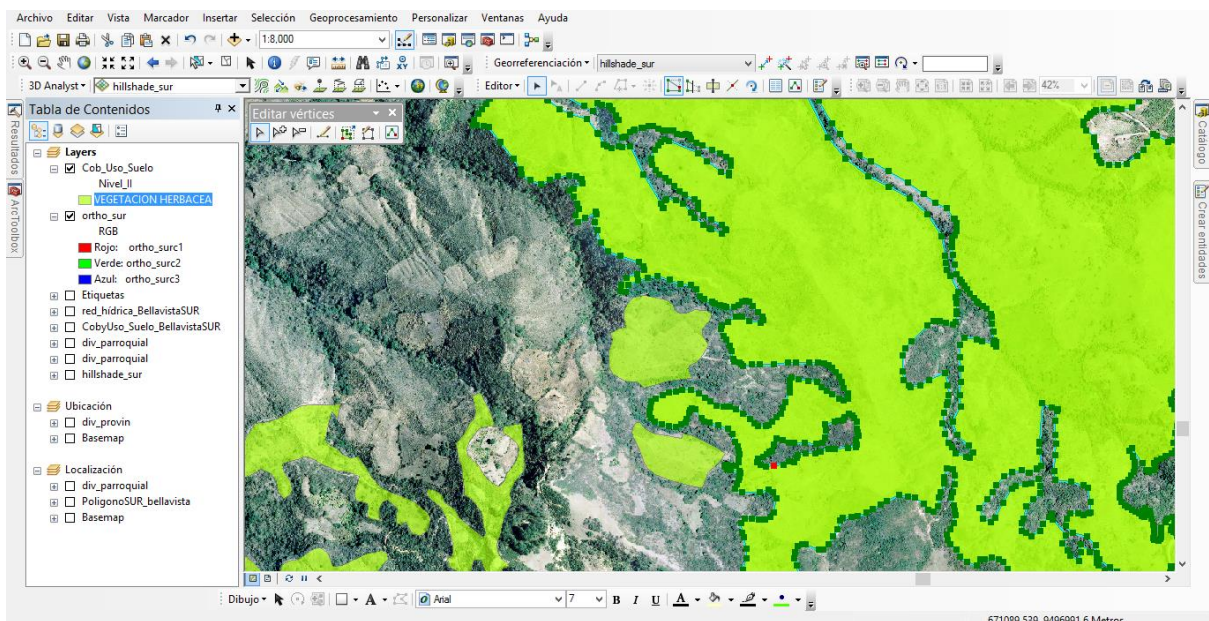 Archivo Editar Vista Marcador Insertar Selección Geoprocesamiento Personalizar Ventanas Ayuda
1:8,000
Georreferenciación hillshade_sur
3D Analyst hillshade_sur Editor 42%
Tabla de Contenidos
Editar vértices
Resultados
ArcToolbox
Catálogo
Crear entidades
Layers
Cob_Uso_Suelo
Nivel_II
VEGETACION HERBACEA
ortho_sur
RGB
Rojo: ortho_surc1
Verde: ortho_surc2
Azul: ortho_surc3
Etiquetas
red_hídrica_BellavistaSUR
CobyUso_Suelo_BellavistaSUR
div_parroquial
div_parroquial
hillshade_sur
Ubicación
div_provin
Basemap
Localización
div_parroquial
PoligonoSUR_bellavista
Basemap
Dibujo A Arial 7 B I U A
671089,539 9496991,6 Metros